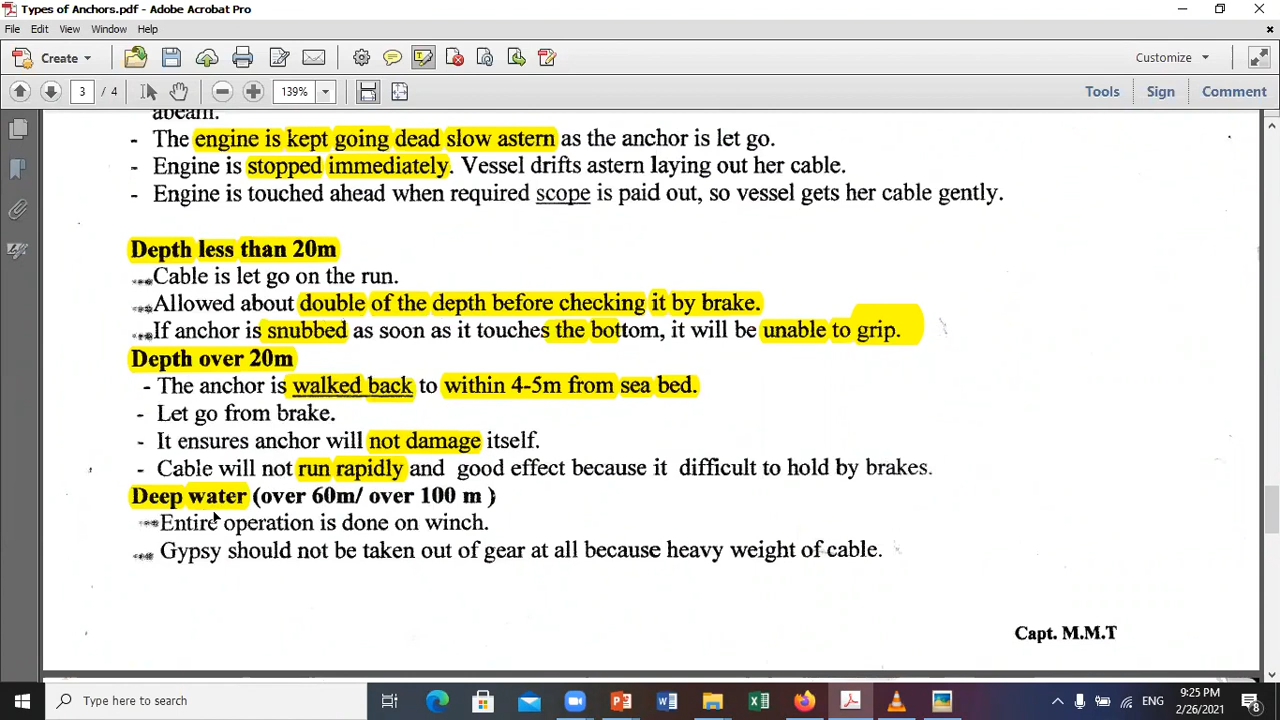 Types of Anchors.pdf - Adobe Acrobat Pro
File Edit View Window Help
Create
Customize
3 / 4
139%
Tools Sign Comment
abeam.
- The engine is kept going dead slow astern as the anchor is let go.
- Engine is stopped immediately. Vessel drifts astern laying out her cable.
- Engine is touched ahead when required scope is paid out, so vessel gets her cable gently.
Depth less than 20m
Cable is let go on the run.
Allowed about double of the depth before checking it by brake.
If anchor is snubbed as soon as it touches the bottom, it will be unable to grip.
Depth over 20m
- The anchor is walked back to within 4-5m from sea bed.
- Let go from brake.
- It ensures anchor will not damage itself.
- Cable will not run rapidly and good effect because it difficult to hold by brakes.
Deep water (over 60m/ over 100 m )
Entire operation is done on winch.
Gypsy should not be taken out of gear at all because heavy weight of cable.
Capt. M.M.T
Type here to search
ENG
9:25 PM
2/26/2021
8